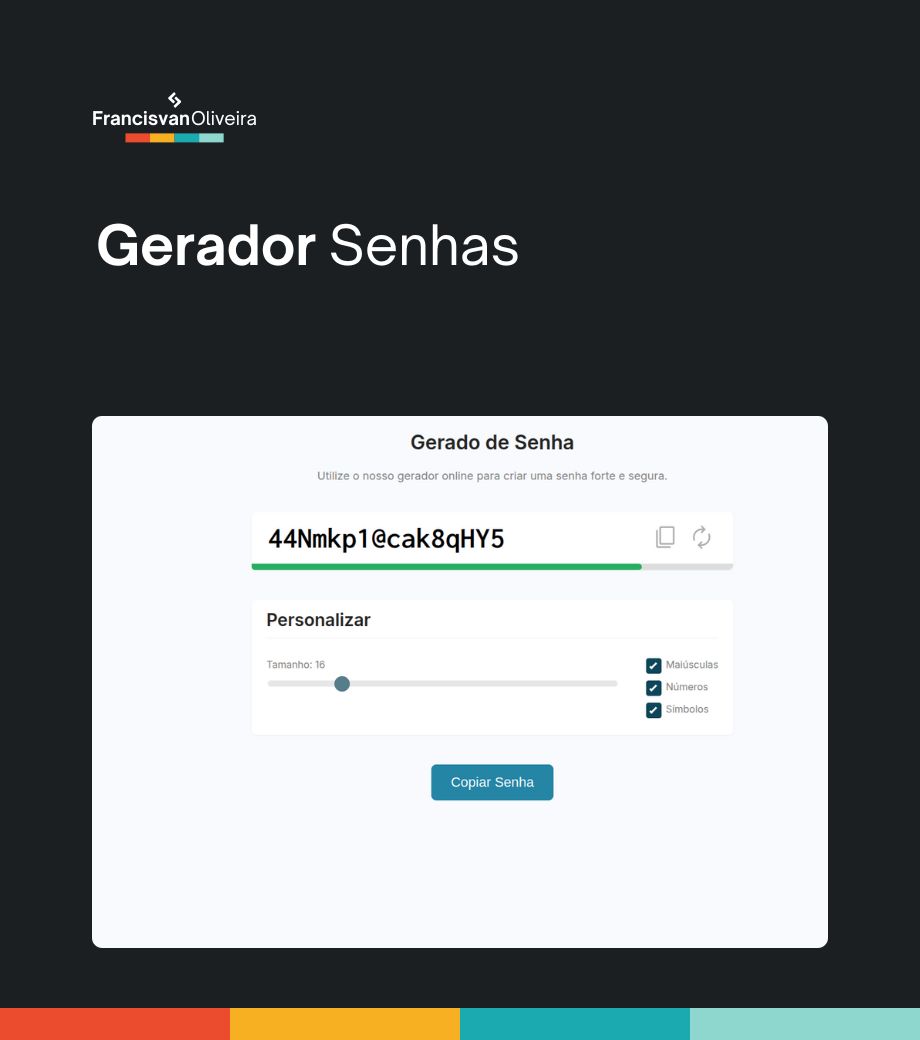 FrancisvanOliveira
Gerador Senhas
Gerado de Senha
Utilize o nosso gerador online para criar uma senha forte e segura.
44Nmkp1@cak8qHY5
Personalizar
Tamanho: 16
Maiúsculas
Números
Símbolos
Copiar Senha